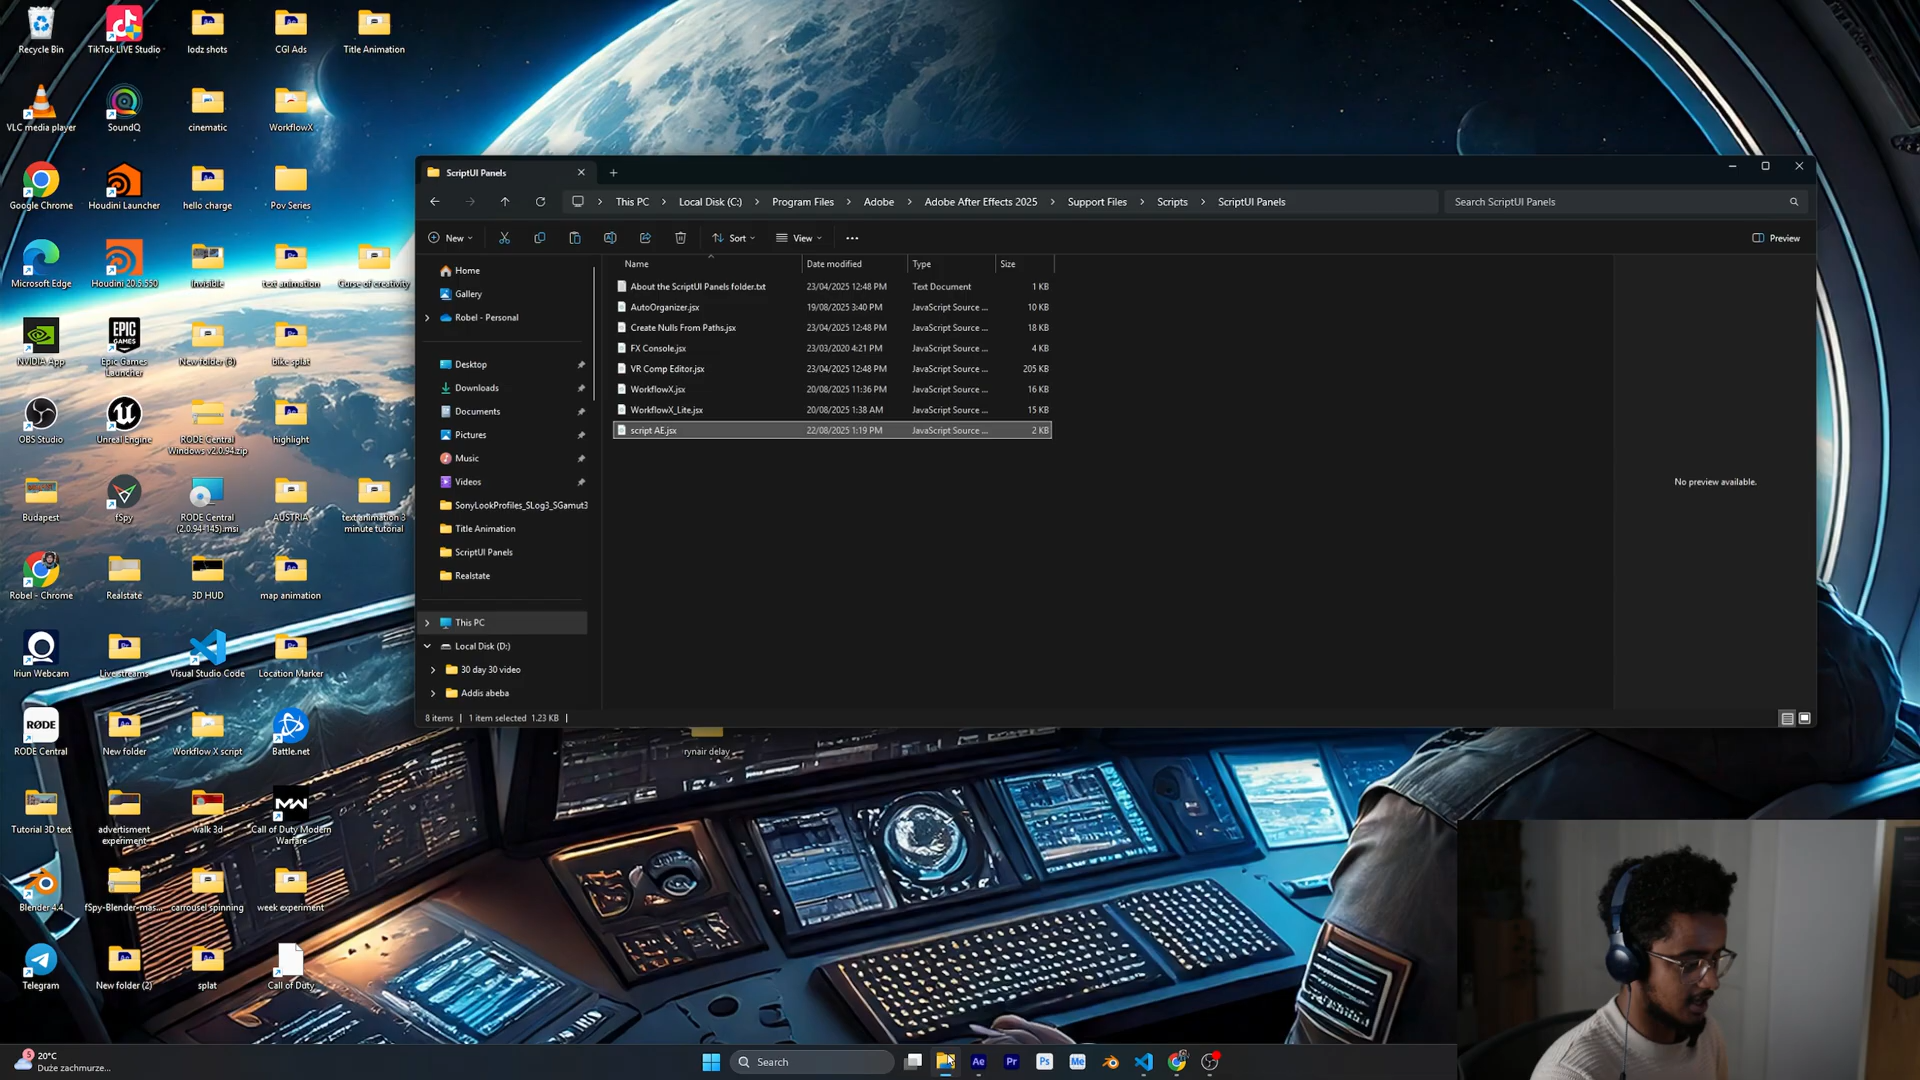 Recycle Bin
TikTok LIVE Studio
lodz shots
CGI Ads
Title Animation
VLC media player
SoundQ
cinematic
WorkflowX
Google Chrome
Houdini Launcher
hello charge
Pov Series
Microsoft Edge
Houdini 20.5.550
Invisible
text animation
Curse of creativity
NVIDIA App
Epic Games
Launcher
New folder (3)
bike splat
OBS Studio
Unreal Engine
RODE Central
Windows v2.0.94.zip
highlight
Budapest
fSpy
RODE Central
(2.0.94-145).msi
AUSTRIA
text animation 3
minute tutorial
Robel - Chrome
Realstate
3D HUD
map animation
Iriun Webcam
Live streams
Visual Studio Code
Location Marker
RØDE
RODE Central
New folder
Workflow X script
Battle.net
Tutorial 3D text
advertisment
experiment
walk 3d
Call of Duty Modern
Warfare
Blender 4.4
fSpy-Blender-mas...
carrousel spinning
week experiment
Telegram
New folder (2)
splat
Call of Duty
rynair delay
ScriptUI Panels
This PC
Local Disk (C:)
Program Files
Adobe
Adobe After Effects 2025
Support Files
Scripts
ScriptUI Panels
Search ScriptUI Panels
New
Sort
View
Preview
Home
Gallery
Robel - Personal
Desktop
Downloads
Documents
Pictures
Music
Videos
SonyLookProfiles_SLog3_SGamut3
Title Animation
ScriptUI Panels
Realstate
This PC
Local Disk (D:)
30 day 30 video
Addis abeba
Name Date modified Type Size
About the ScriptUI Panels folder.txt 23/04/2025 12:48 PM Text Document 1 KB
AutoOrganizer.jsx 19/08/2025 3:40 PM JavaScript Source ... 10 KB
Create Nulls From Paths.jsx 23/04/2025 12:48 PM JavaScript Source ... 18 KB
FX Console.jsx 23/03/2020 4:21 PM JavaScript Source ... 4 KB
VR Comp Editor.jsx 23/04/2025 12:48 PM JavaScript Source ... 205 KB
WorkflowX.jsx 20/08/2025 11:36 PM JavaScript Source ... 16 KB
WorkflowX_Lite.jsx 20/08/2025 1:38 AM JavaScript Source ... 15 KB
script AE.jsx 22/08/2025 1:19 PM JavaScript Source ... 2 KB
No preview available.
8 items 1 item selected 1.23 KB
20°C
Duże zachmurze...
Search
Ae
Pr
Ps
Me